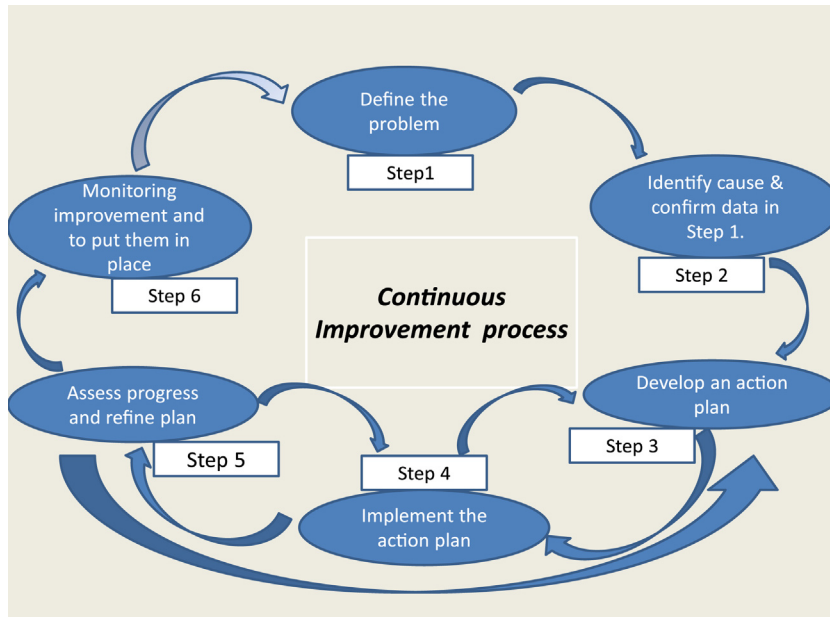 Define the
problem
Step1
Identify cause &
confirm data in
Step 1.
Step 2
Develop an action
plan
Step 3
Step 4
Implement the
action plan
Assess progress
and refine plan
Step 5
Monitoring
improvement and
to put them in
place
Step 6
Continuous
Improvement process